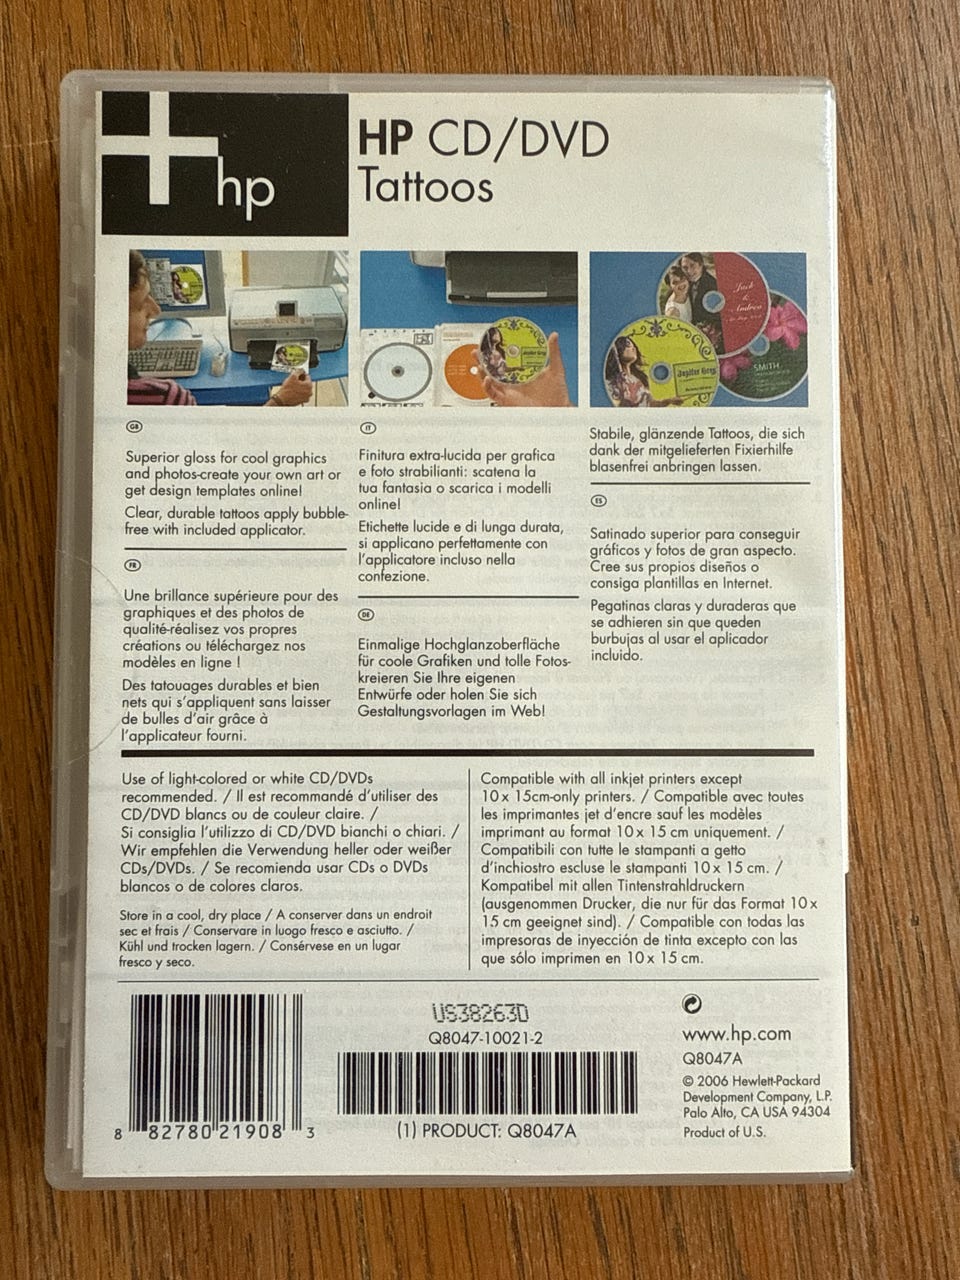 hp
HP CD/DVD
Tattoos
Jack
&
Andrea
SMITH
Jupiter Grey
GB
Superior gloss for cool graphics
and photos-create your own art or
get design templates online!
Clear, durable tattoos apply bubble-
free with included applicator.
FR
Une brillance supérieure pour des
graphiques et des photos de
qualité-réalisez vos propres
créations ou téléchargez nos
modèles en ligne !
Des tatouages durables et bien
nets qui s'appliquent sans laisser
de bulles d'air grâce à
l'applicateur fourni.
IT
Finitura extra-lucida per grafica
e foto strabilianti: scatena la
tua fantasia o scarica i modelli
online!
Etichette lucide e di lunga durata,
si applicano perfettamente con
l'applicatore incluso nella
confezione.
DE
Einmalige Hochglanzoberfläche
für coole Grafiken und tolle Fotos-
kreieren Sie Ihre eigenen
Entwürfe oder holen Sie sich
Gestaltungsvorlagen im Web!
Stabile, glänzende Tattoos, die sich
dank der mitgelieferten Fixierhilfe
blasenfrei anbringen lassen.
ES
Satinado superior para conseguir
gráficos y fotos de gran aspecto.
Cree sus propios diseños o
consiga plantillas en Internet.
Pegatinas claras y duraderas que
se adhieren sin que queden
burbujas al usar el aplicador
incluido.
Use of light-colored or white CD/DVDs
recommended. / Il est recommandé d'utiliser des
CD/DVD blancs ou de couleur claire. /
Si consiglia l'utilizzo di CD/DVD bianchi o chiari. /
Wir empfehlen die Verwendung heller oder weißer
CDs/DVDs. / Se recomienda usar CDs o DVDs
blancos o de colores claros.
Store in a cool, dry place / A conserver dans un endroit
sec et frais / Conservare in luogo fresco e asciutto. /
Kühl und trocken lagern. / Consérvese en un lugar
fresco y seco.
Compatible with all inkjet printers except
10 x 15cm-only printers. / Compatible avec toutes
les imprimantes jet d'encre sauf les modèles
imprimant au format 10 x 15 cm uniquement. /
Compatibili con tutte le stampanti a getto
d'inchiostro escluse le stampanti 10 x 15 cm. /
Kompatibel mit allen Tintenstrahldruckern
(ausgenommen Drucker, die nur für das Format 10 x
15 cm geeignet sind). / Compatible con todas las
impresoras de inyección de tinta excepto con las
que sólo imprimen en 10 x 15 cm.
8 82780 21908 3
US38263D
Q8047-10021-2
(1) PRODUCT: Q8047A
www.hp.com
Q8047A
© 2006 Hewlett-Packard
Development Company, L.P.
Palo Alto, CA USA 94304
Product of U.S.